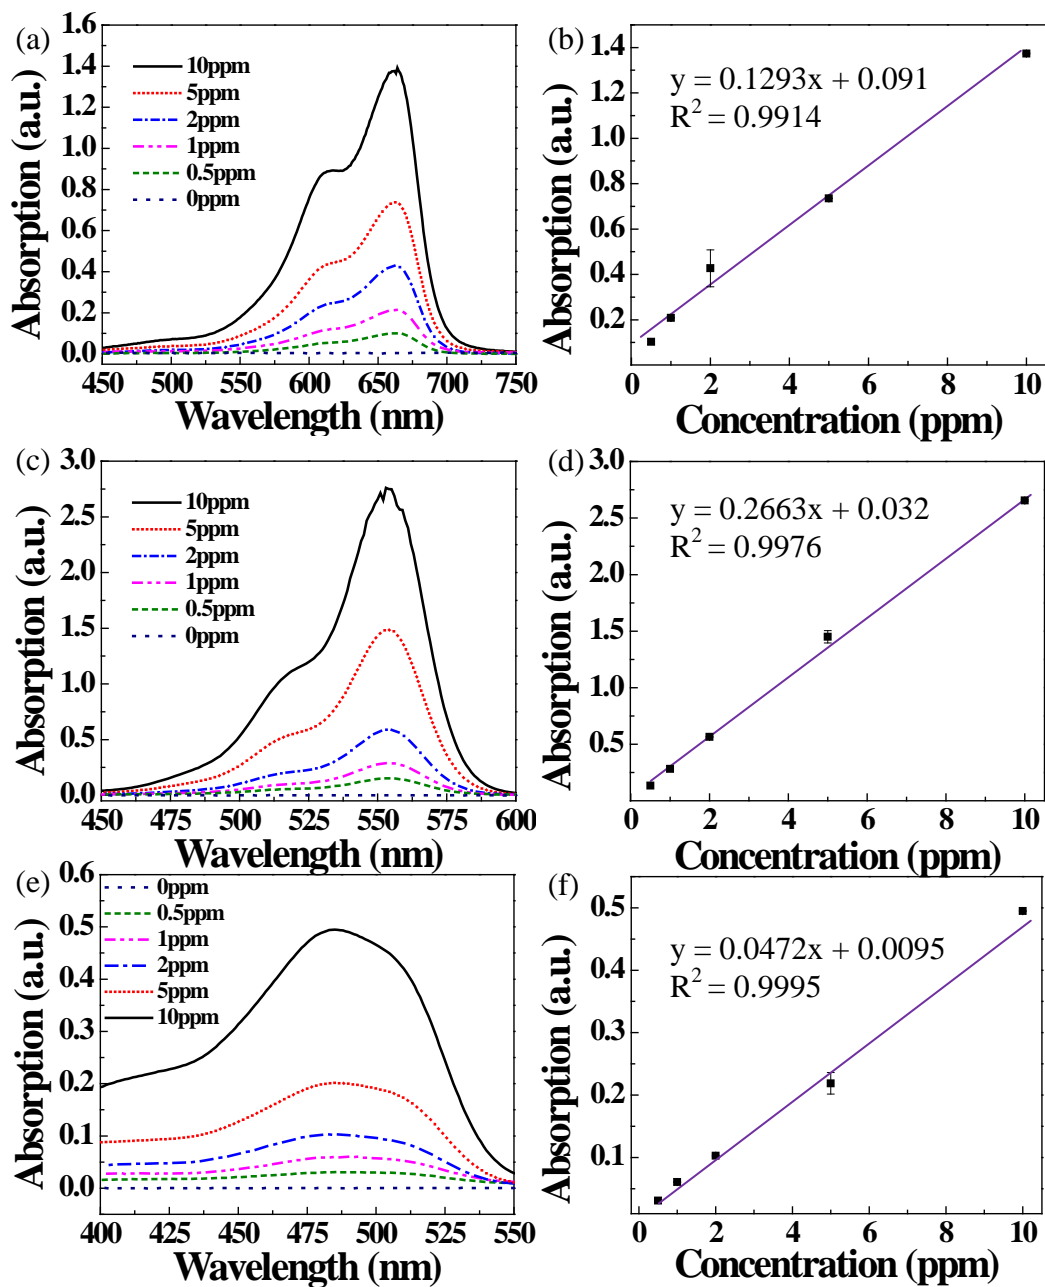 (a)
1.6
1.4
1.2
1.0
0.8
0.6
0.4
0.2
0.0
Absorption (a.u.)
10ppm
5ppm
2ppm
1ppm
0.5ppm
0ppm
450 500 550 600 650 700 750
Wavelength (nm)
(b)
1.4
1.2
1.0
0.8
0.6
0.4
0.2
Absorption (a.u.)
y = 0.1293x + 0.091
R² = 0.9914
0 2 4 6 8 10
Concentration (ppm)
(c)
3.0
2.5
2.0
1.5
1.0
0.5
0.0
Absorption (a.u.)
10ppm
5ppm
2ppm
1ppm
0.5ppm
0ppm
450 475 500 525 550 575 600
Wavelength (nm)
(d)
3.0
2.5
2.0
1.5
1.0
0.5
Absorption (a.u.)
y = 0.2663x + 0.032
R² = 0.9976
0 2 4 6 8 10
Concentration (ppm)
(e)
0.6
0.5
0.4
0.3
0.2
0.1
0.0
Absorption (a.u.)
0ppm
0.5ppm
1ppm
2ppm
5ppm
10ppm
400 425 450 475 500 525 550
Wavelength (nm)
(f)
0.5
0.4
0.3
0.2
0.1
Absorption (a.u.)
y = 0.0472x + 0.0095
R² = 0.9995
0 2 4 6 8 10
Concentration (ppm)